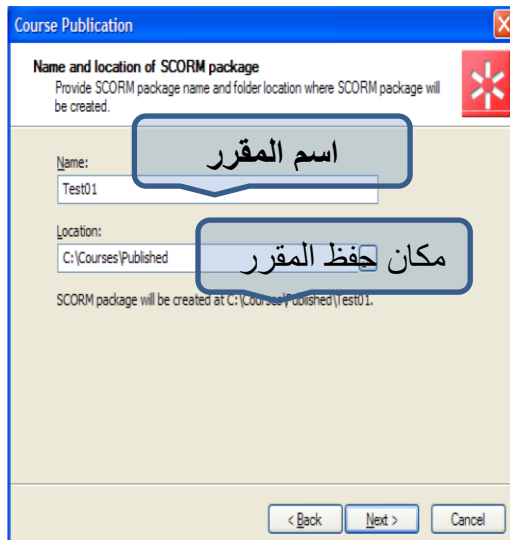 Course Publication
Name and location of SCORM package
Provide SCORM package name and folder location where SCORM package will
be created.
اسم المقرر
Name:
Test01
Location:
C:\Courses\Published
مكان حفظ المقرر
SCORM package will be created at C:\Courses\Published\Test01.
< Back
Next >
Cancel